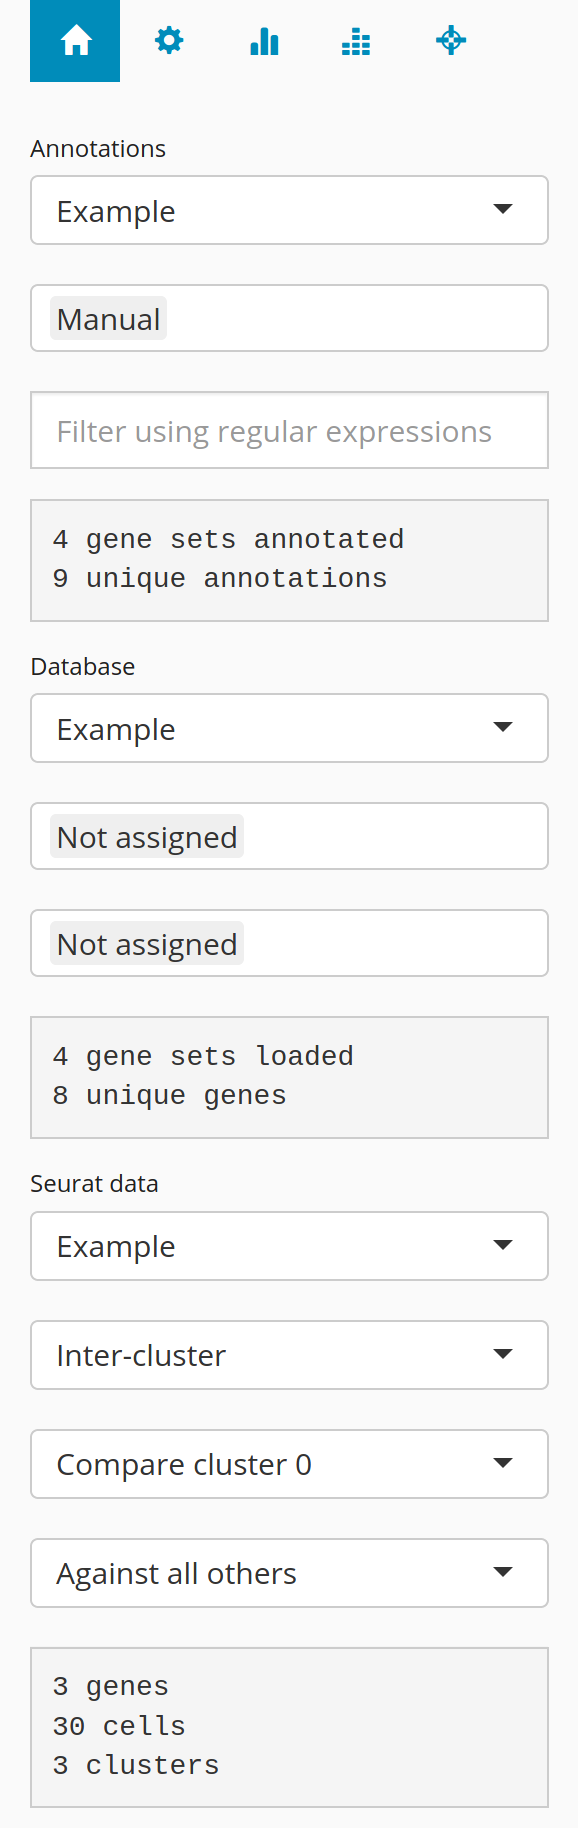 Annotations
Example
Manual
Filter using regular expressions
4 gene sets annotated
9 unique annotations
Database
Example
Not assigned
Not assigned
4 gene sets loaded
8 unique genes
Seurat data
Example
Inter-cluster
Compare cluster 0
Against all others
3 genes
30 cells
3 clusters